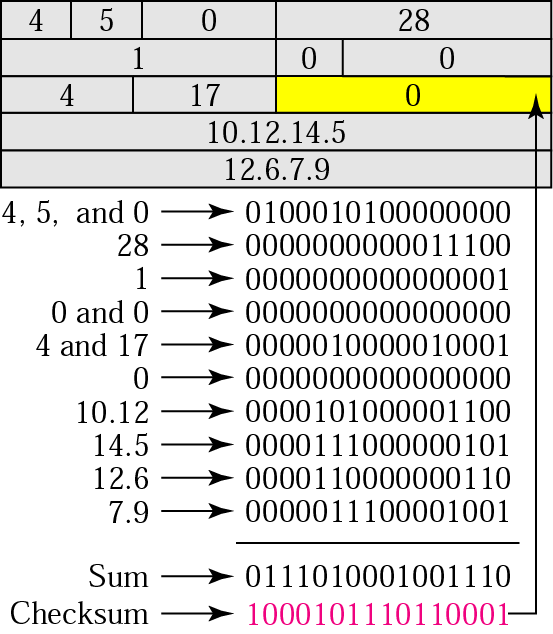 4 5 0 28
1 0 0
4 17 0
10.12.14.5
12.6.7.9
4, 5, and 0 0100010100000000
28 0000000000011100
1 0000000000000001
0 and 0 0000000000000000
4 and 17 0000010000010001
0 0000000000000000
10.12 0000101000001100
14.5 0000111000000101
12.6 0000110000000110
7.9 0000011100001001
Sum 0111010001001110
Checksum 1000101110110001